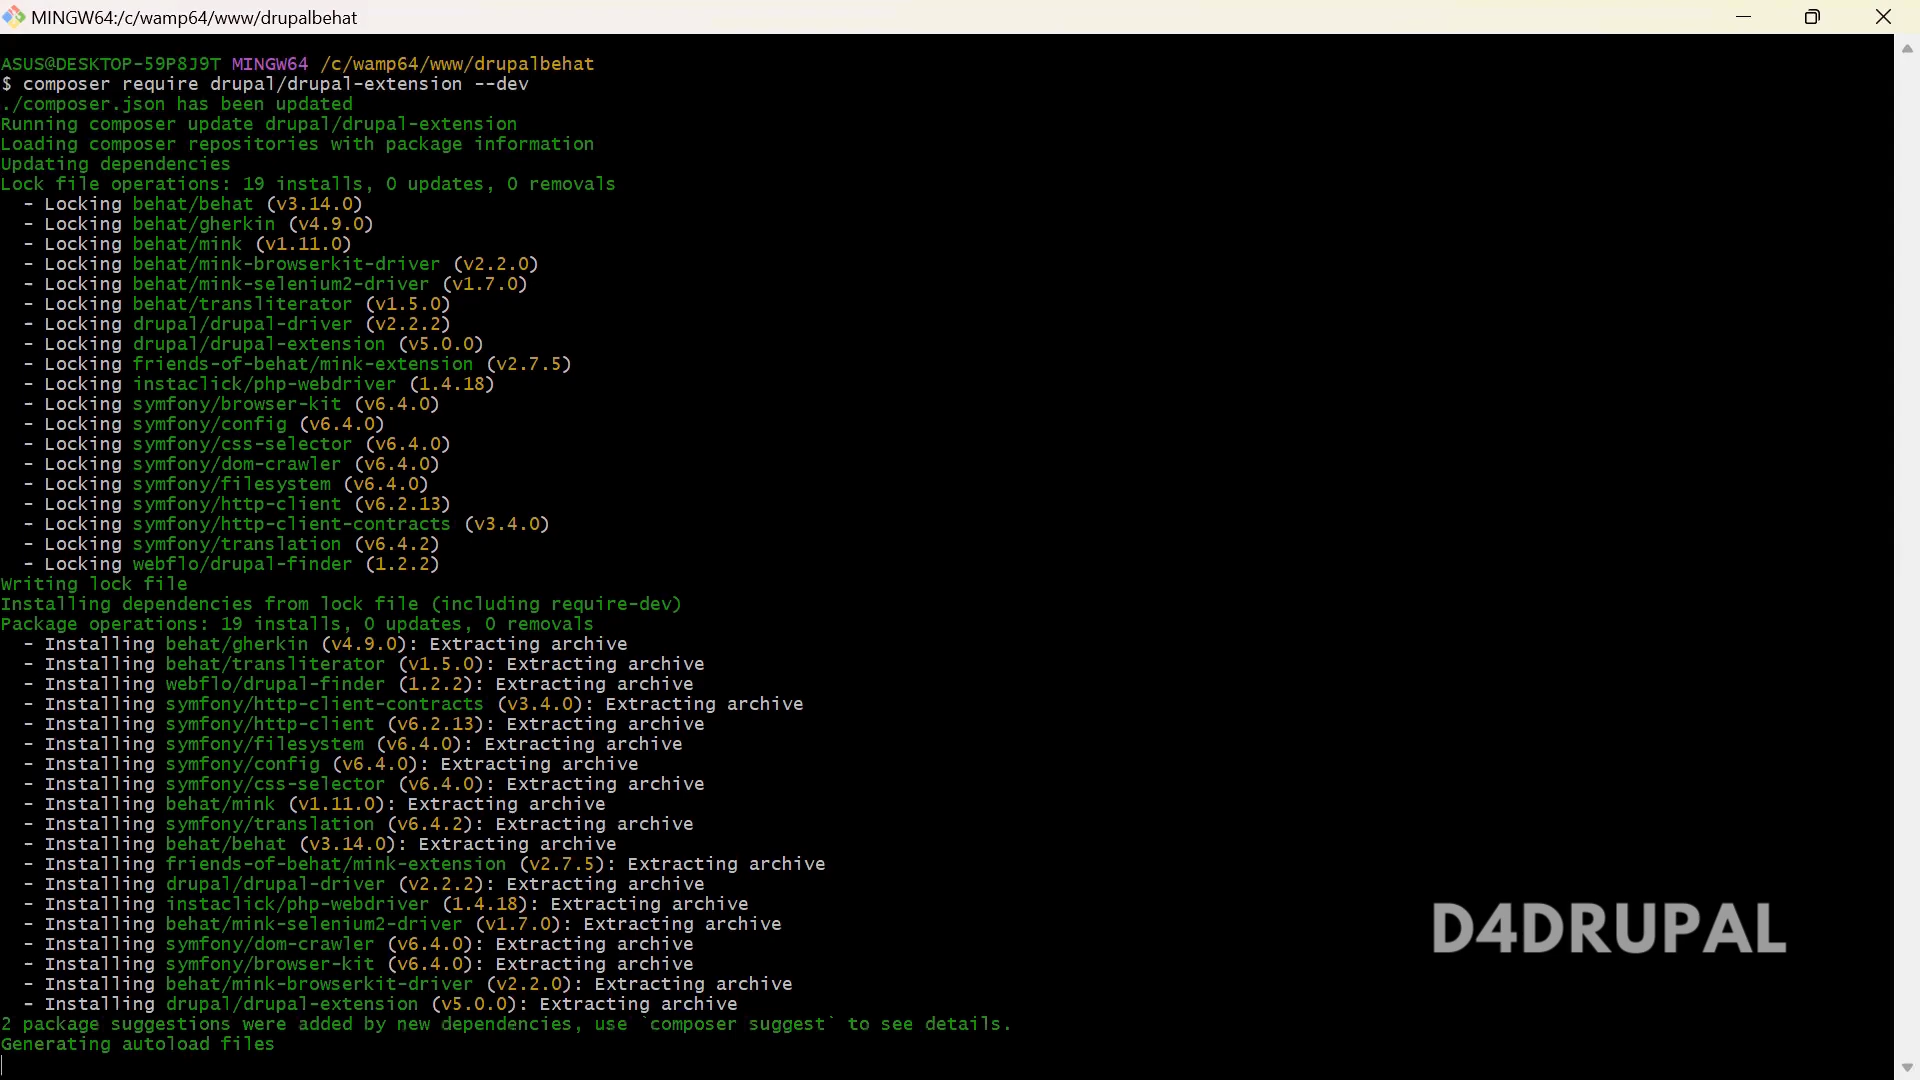 MINGW64:/c/wamp64/www/drupalbehat
ASUS@DESKTOP-59P8J9T MINGW64 /c/wamp64/www/drupalbehat
$ composer require drupal/drupal-extension --dev
./composer.json has been updated
Running composer update drupal/drupal-extension
Loading composer repositories with package information
Updating dependencies
Lock file operations: 19 installs, 0 updates, 0 removals
  - Locking behat/behat (v3.14.0)
  - Locking behat/gherkin (v4.9.0)
  - Locking behat/mink (v1.11.0)
  - Locking behat/mink-browserkit-driver (v2.2.0)
  - Locking behat/mink-selenium2-driver (v1.7.0)
  - Locking behat/transliterator (v1.5.0)
  - Locking drupal/drupal-driver (v2.2.2)
  - Locking drupal/drupal-extension (v5.0.0)
  - Locking friends-of-behat/mink-extension (v2.7.5)
  - Locking instaclick/php-webdriver (1.4.18)
  - Locking symfony/browser-kit (v6.4.0)
  - Locking symfony/config (v6.4.0)
  - Locking symfony/css-selector (v6.4.0)
  - Locking symfony/dom-crawler (v6.4.0)
  - Locking symfony/filesystem (v6.4.0)
  - Locking symfony/http-client (v6.2.13)
  - Locking symfony/http-client-contracts (v3.4.0)
  - Locking symfony/translation (v6.4.2)
  - Locking webflo/drupal-finder (1.2.2)
Writing lock file
Installing dependencies from lock file (including require-dev)
Package operations: 19 installs, 0 updates, 0 removals
  - Installing behat/gherkin (v4.9.0): Extracting archive
  - Installing behat/transliterator (v1.5.0): Extracting archive
  - Installing webflo/drupal-finder (1.2.2): Extracting archive
  - Installing symfony/http-client-contracts (v3.4.0): Extracting archive
  - Installing symfony/http-client (v6.2.13): Extracting archive
  - Installing symfony/filesystem (v6.4.0): Extracting archive
  - Installing symfony/config (v6.4.0): Extracting archive
  - Installing symfony/css-selector (v6.4.0): Extracting archive
  - Installing behat/mink (v1.11.0): Extracting archive
  - Installing symfony/translation (v6.4.2): Extracting archive
  - Installing behat/behat (v3.14.0): Extracting archive
  - Installing friends-of-behat/mink-extension (v2.7.5): Extracting archive
  - Installing drupal/drupal-driver (v2.2.2): Extracting archive
  - Installing instaclick/php-webdriver (1.4.18): Extracting archive
  - Installing behat/mink-selenium2-driver (v1.7.0): Extracting archive
  - Installing symfony/dom-crawler (v6.4.0): Extracting archive
  - Installing symfony/browser-kit (v6.4.0): Extracting archive
  - Installing behat/mink-browserkit-driver (v2.2.0): Extracting archive
  - Installing drupal/drupal-extension (v5.0.0): Extracting archive
2 package suggestions were added by new dependencies, use `composer suggest` to see details.
Generating autoload files
D4DRUPAL